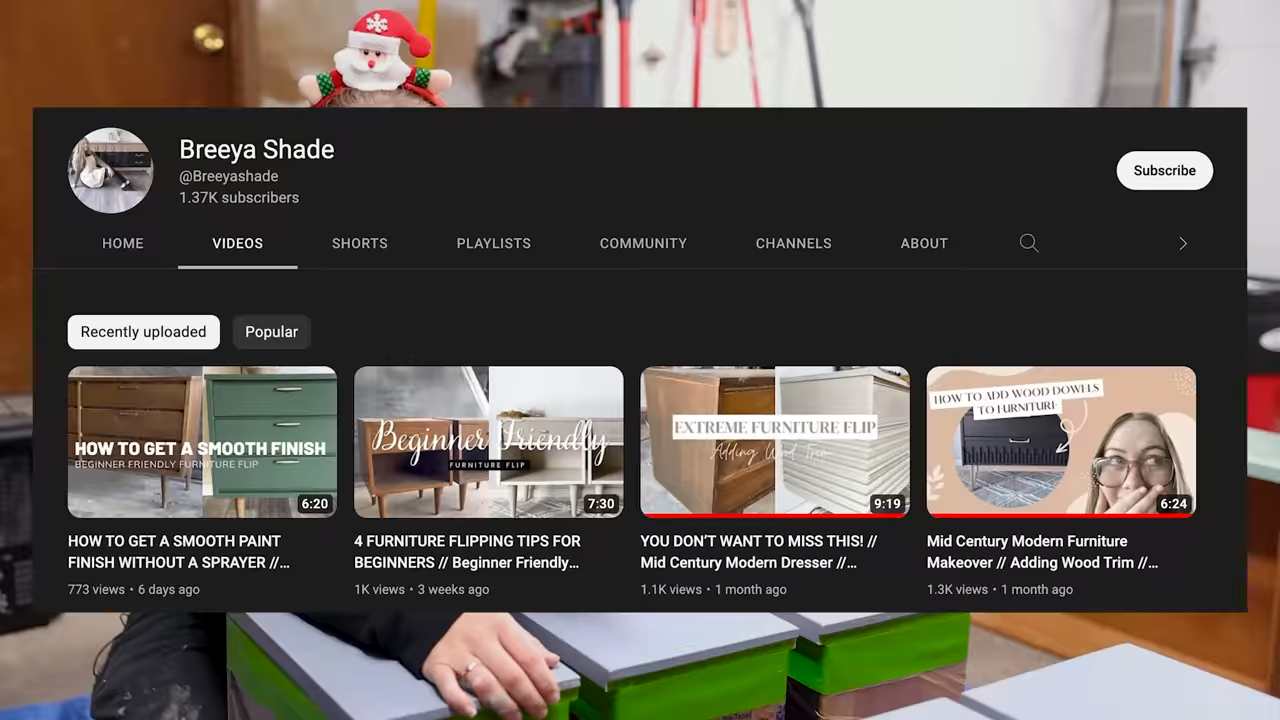 Breeya Shade
@Breeyashade
1.37K subscribers
Subscribe
HOME
VIDEOS
SHORTS
PLAYLISTS
COMMUNITY
CHANNELS
ABOUT
Recently uploaded
Popular
HOW TO GET A SMOOTH FINISH
BEGINNER FRIENDLY FURNITURE FLIP
6:20
HOW TO GET A SMOOTH PAINT
FINISH WITHOUT A SPRAYER //...
773 views • 6 days ago
Beginner Friendly
FURNITURE FLIP
7:30
4 FURNITURE FLIPPING TIPS FOR
BEGINNERS // Beginner Friendly...
1K views • 3 weeks ago
EXTREME FURNITURE FLIP
Adding Wood Trim
9:19
YOU DON’T WANT TO MISS THIS! //
Mid Century Modern Dresser //...
1.1K views • 1 month ago
HOW TO ADD WOOD DOWELS
TO FURNITURE
6:24
Mid Century Modern Furniture
Makeover // Adding Wood Trim //...
1.3K views • 1 month ago